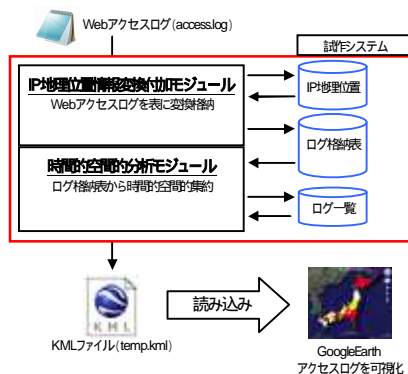 Webアクセスログ(access.log)
試作システム
IP地理位置情報変換付加モジュール
Webアクセスログを表に変換格納
IP地理位置
ログ格納表
時間的空間的分析モジュール
ログ格納表から時間的空間的集約
ログ一覧
KML
読み込み
KMLファイル(temp.kml)
GoogleEarth
アクセスログを可視化